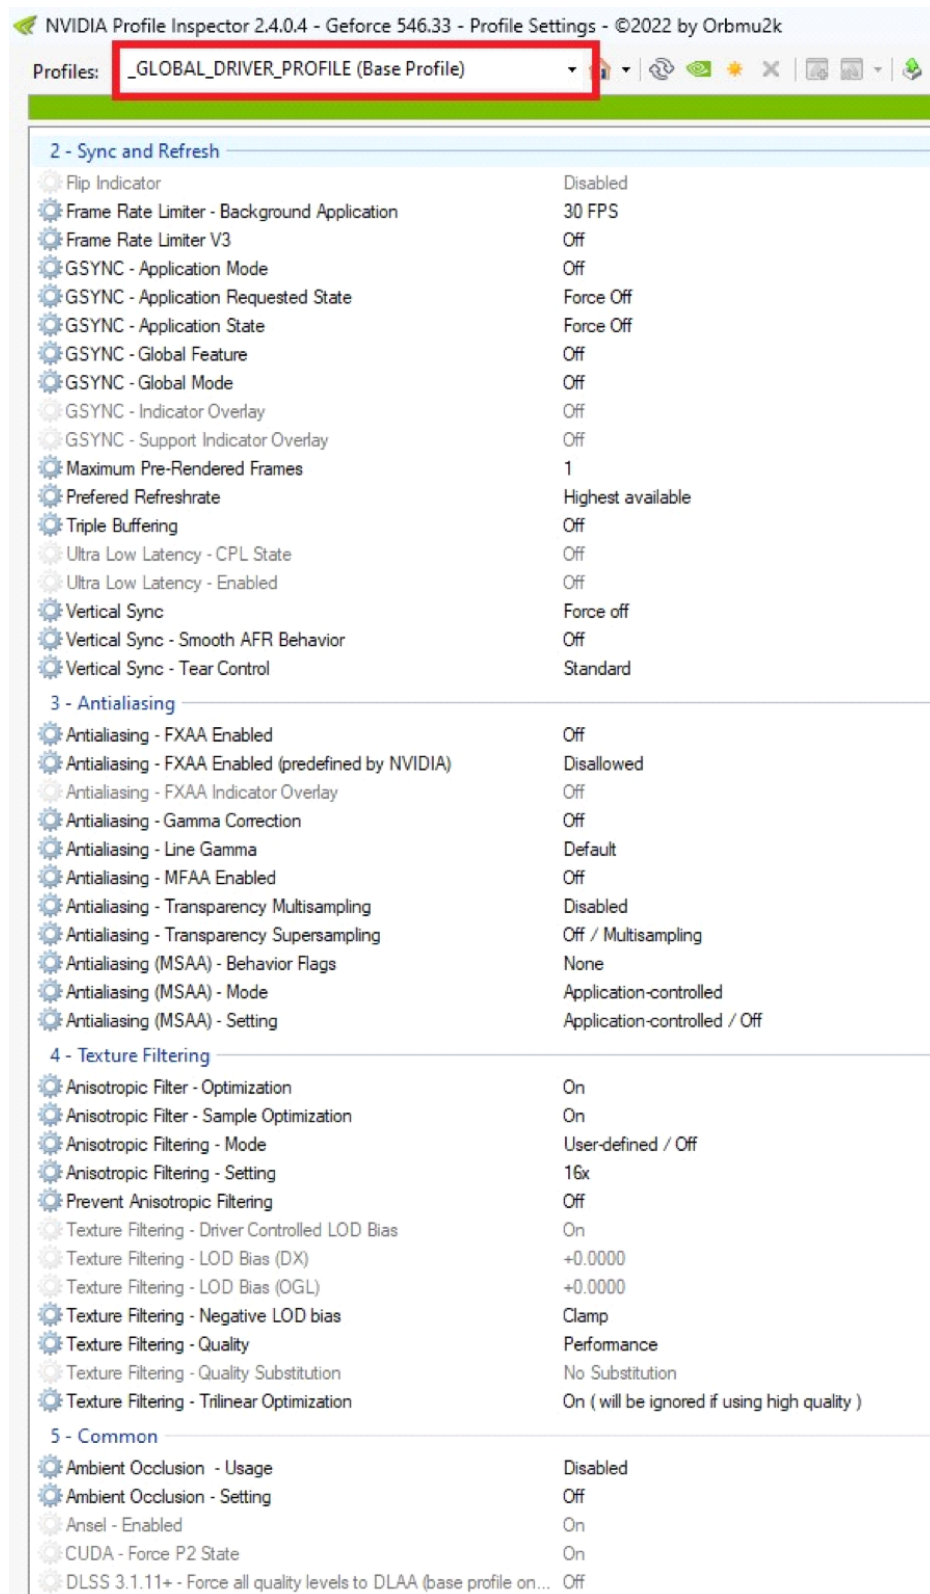 NVIDIA Profile Inspector 2.4.0.4 - Geforce 546.33 - Profile Settings - ©2022 by Orbmu2k
Profiles: _GLOBAL_DRIVER_PROFILE (Base Profile)
2 - Sync and Refresh
Flip Indicator Disabled
Frame Rate Limiter - Background Application 30 FPS
Frame Rate Limiter V3 Off
GSYNC - Application Mode Off
GSYNC - Application Requested State Force Off
GSYNC - Application State Force Off
GSYNC - Global Feature Off
GSYNC - Global Mode Off
GSYNC - Indicator Overlay Off
GSYNC - Support Indicator Overlay Off
Maximum Pre-Rendered Frames 1
Prefered Refreshrate Highest available
Triple Buffering Off
Ultra Low Latency - CPL State Off
Ultra Low Latency - Enabled Off
Vertical Sync Force off
Vertical Sync - Smooth AFR Behavior Off
Vertical Sync - Tear Control Standard
3 - Antialiasing
Antialiasing - FXAA Enabled Off
Antialiasing - FXAA Enabled (predefined by NVIDIA) Disallowed
Antialiasing - FXAA Indicator Overlay Off
Antialiasing - Gamma Correction Off
Antialiasing - Line Gamma Default
Antialiasing - MFAA Enabled Off
Antialiasing - Transparency Multisampling Disabled
Antialiasing - Transparency Supersampling Off / Multisampling
Antialiasing (MSAA) - Behavior Flags None
Antialiasing (MSAA) - Mode Application-controlled
Antialiasing (MSAA) - Setting Application-controlled / Off
4 - Texture Filtering
Anisotropic Filter - Optimization On
Anisotropic Filter - Sample Optimization On
Anisotropic Filtering - Mode User-defined / Off
Anisotropic Filtering - Setting 16x
Prevent Anisotropic Filtering Off
Texture Filtering - Driver Controlled LOD Bias On
Texture Filtering - LOD Bias (DX) +0.0000
Texture Filtering - LOD Bias (OGL) +0.0000
Texture Filtering - Negative LOD bias Clamp
Texture Filtering - Quality Performance
Texture Filtering - Quality Substitution No Substitution
Texture Filtering - Trilinear Optimization On ( will be ignored if using high quality )
5 - Common
Ambient Occlusion - Usage Disabled
Ambient Occlusion - Setting Off
Ansel - Enabled On
CUDA - Force P2 State On
DLSS 3.1.11+ - Force all quality levels to DLAA (base profile on... Off